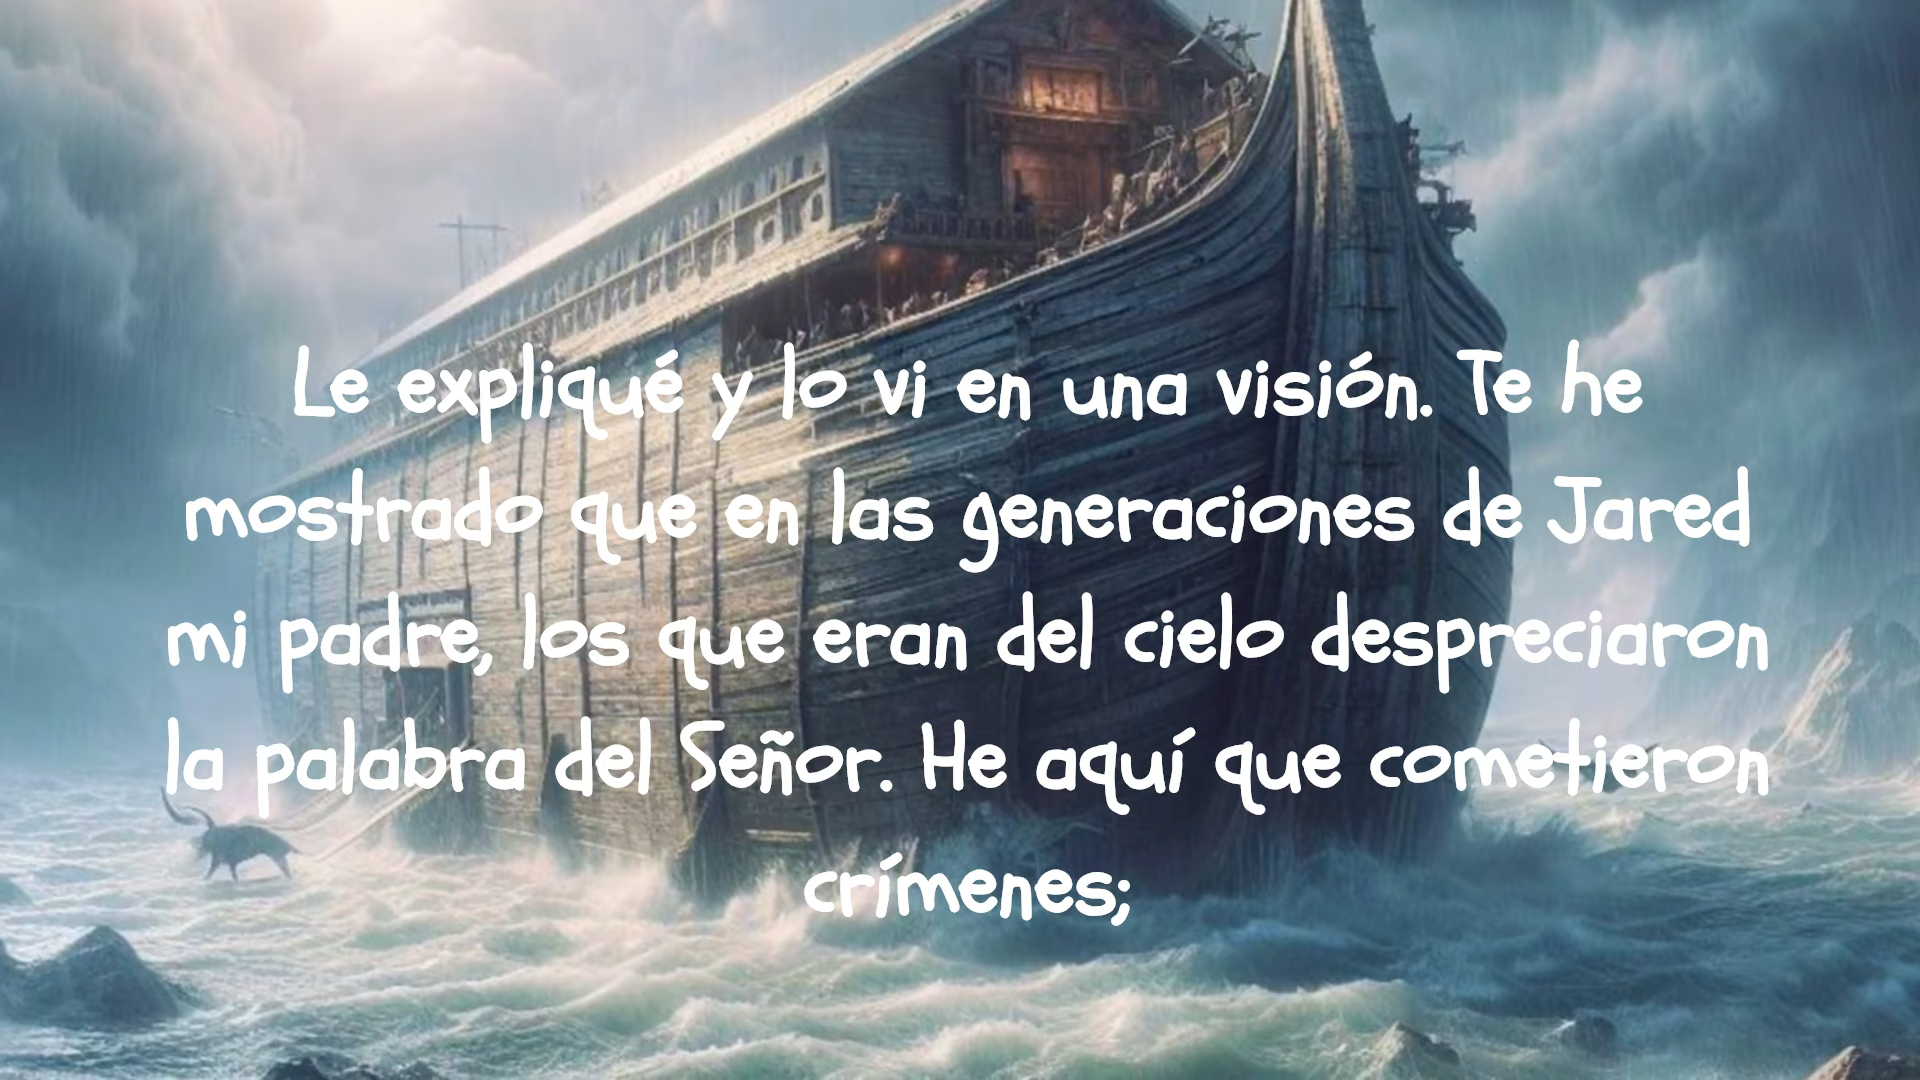 Le expliqué y lo vi en una visión. Te he
mostrado que en las generaciones de Jared
mi padre, los que eran del cielo despreciaron
la palabra del Señor. He aquí que cometieron
crímenes;